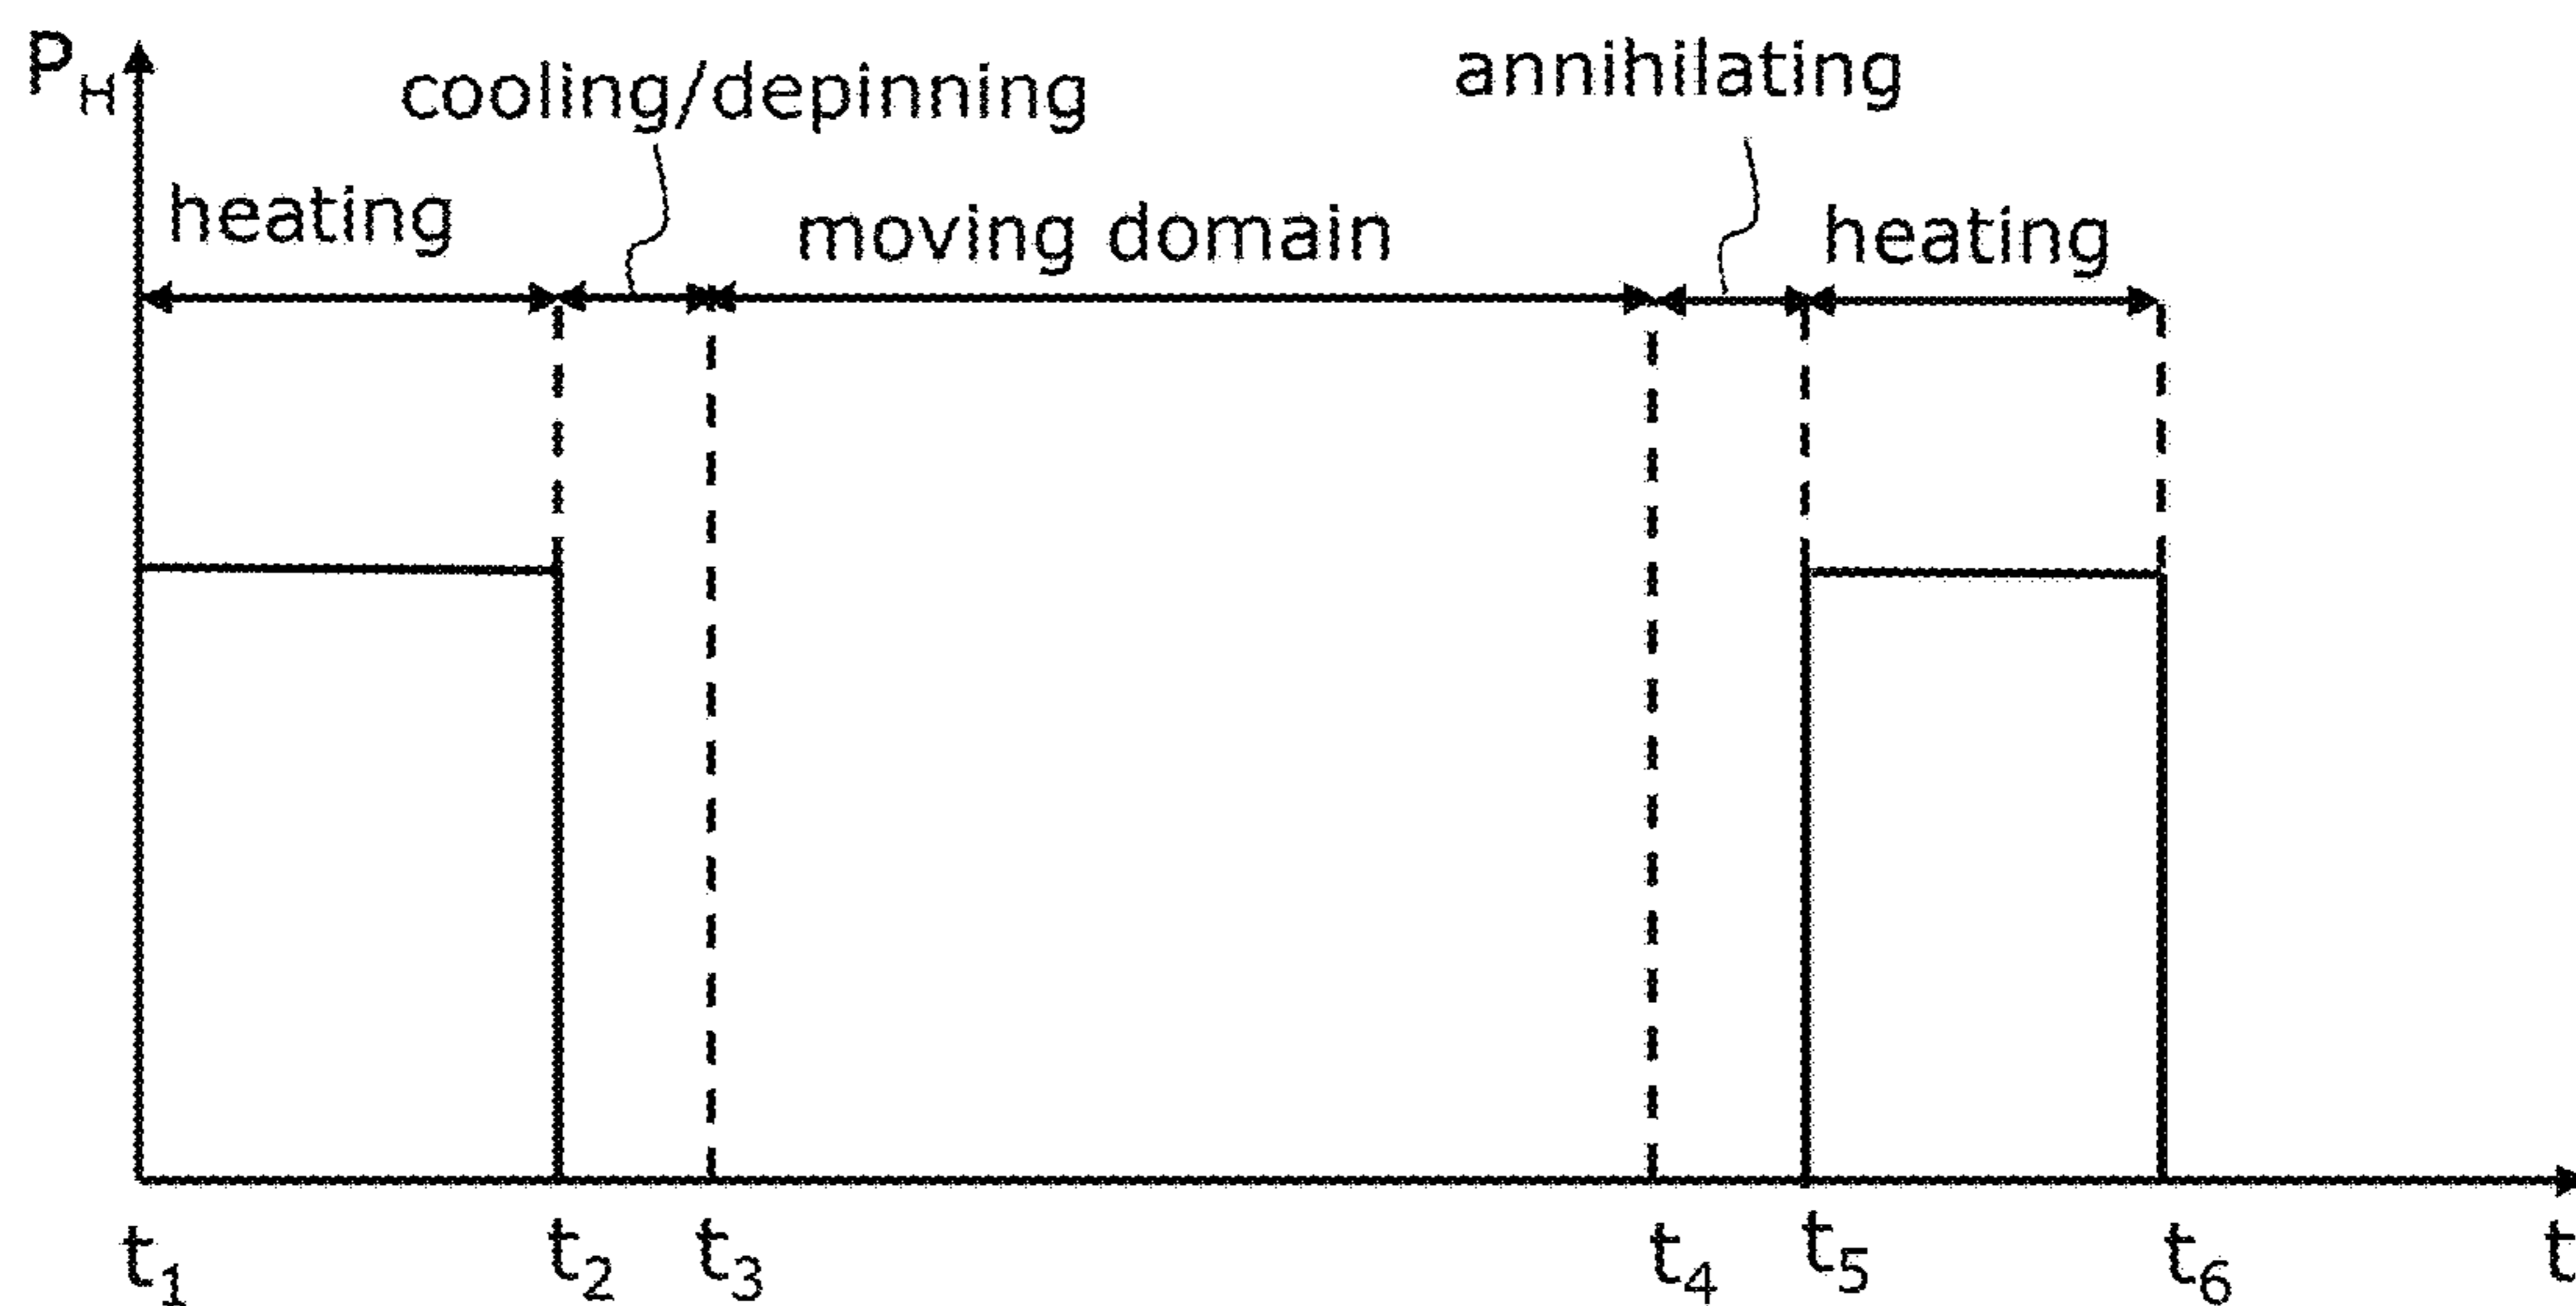 P_H
cooling/depinning
annihilating
heating
moving domain
heating
t_1 t_2 t_3 t_4 t_5 t_6 t